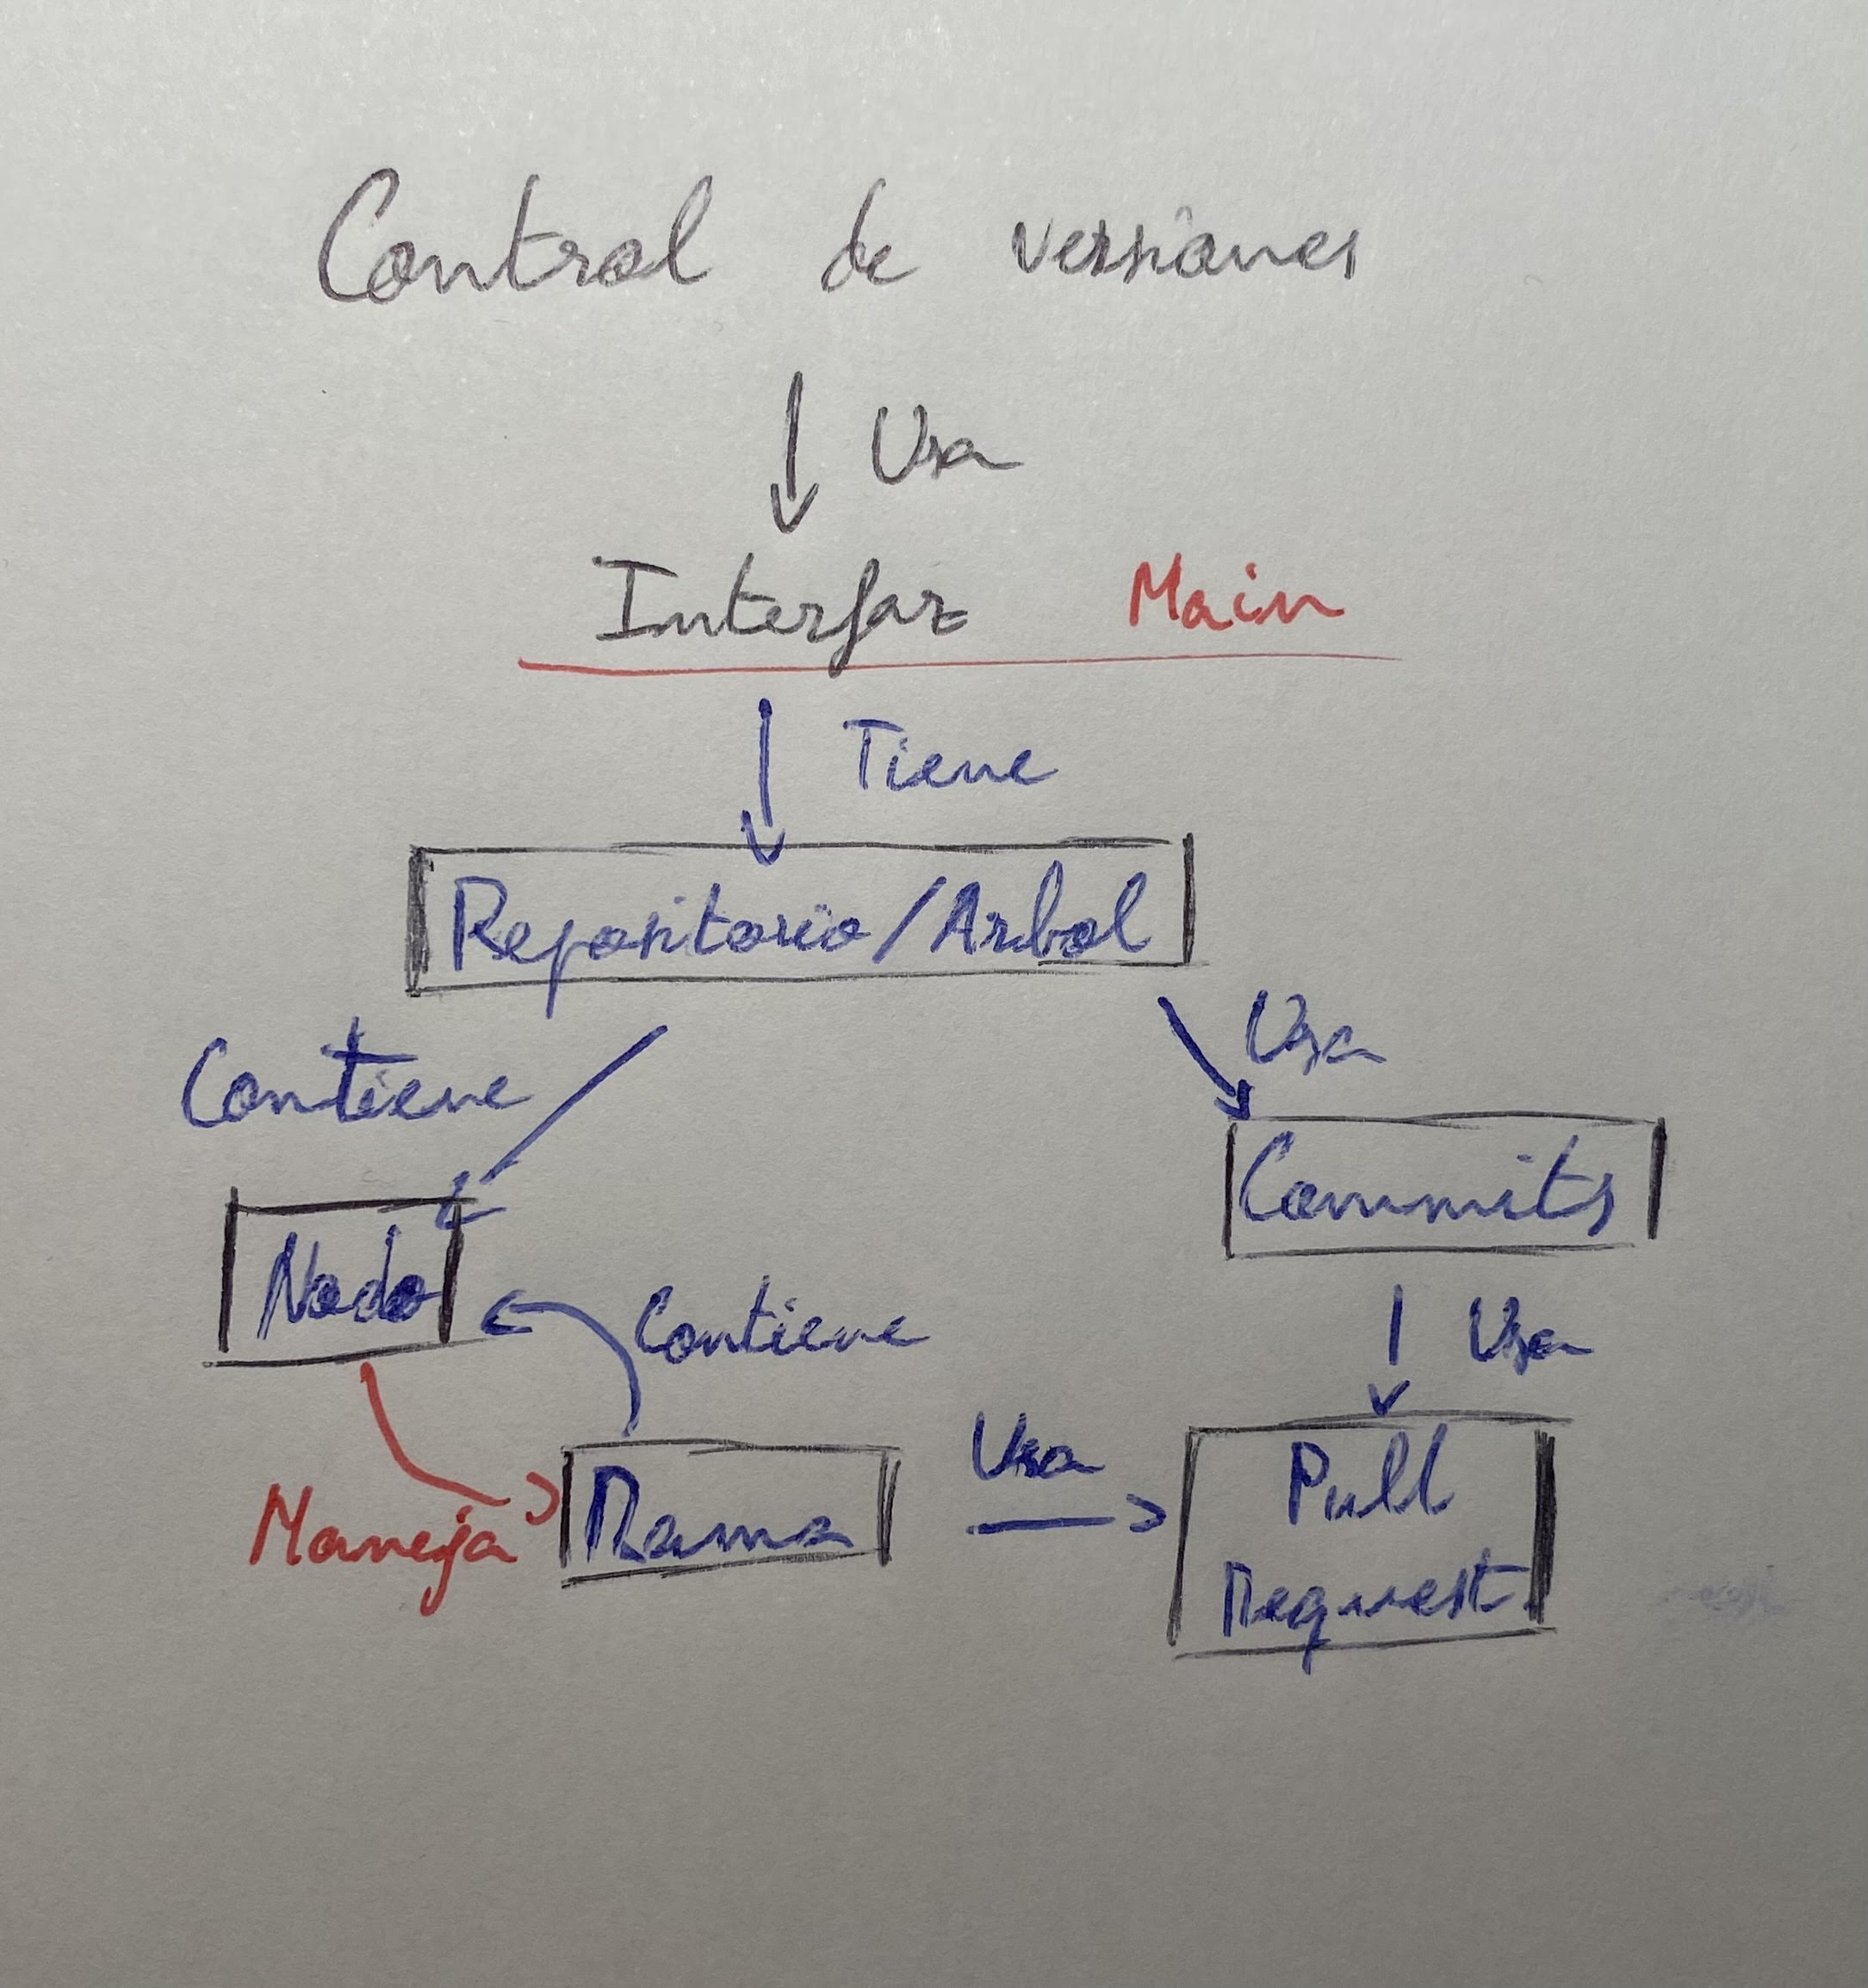 Control de versiones
Usa
Interfaz Main
Tiene
Repositorio/Arbol
Contiene
Usa
Commits
Nodo
Contiene
Usa
Maneja
Rama
Usa
Pull
Request